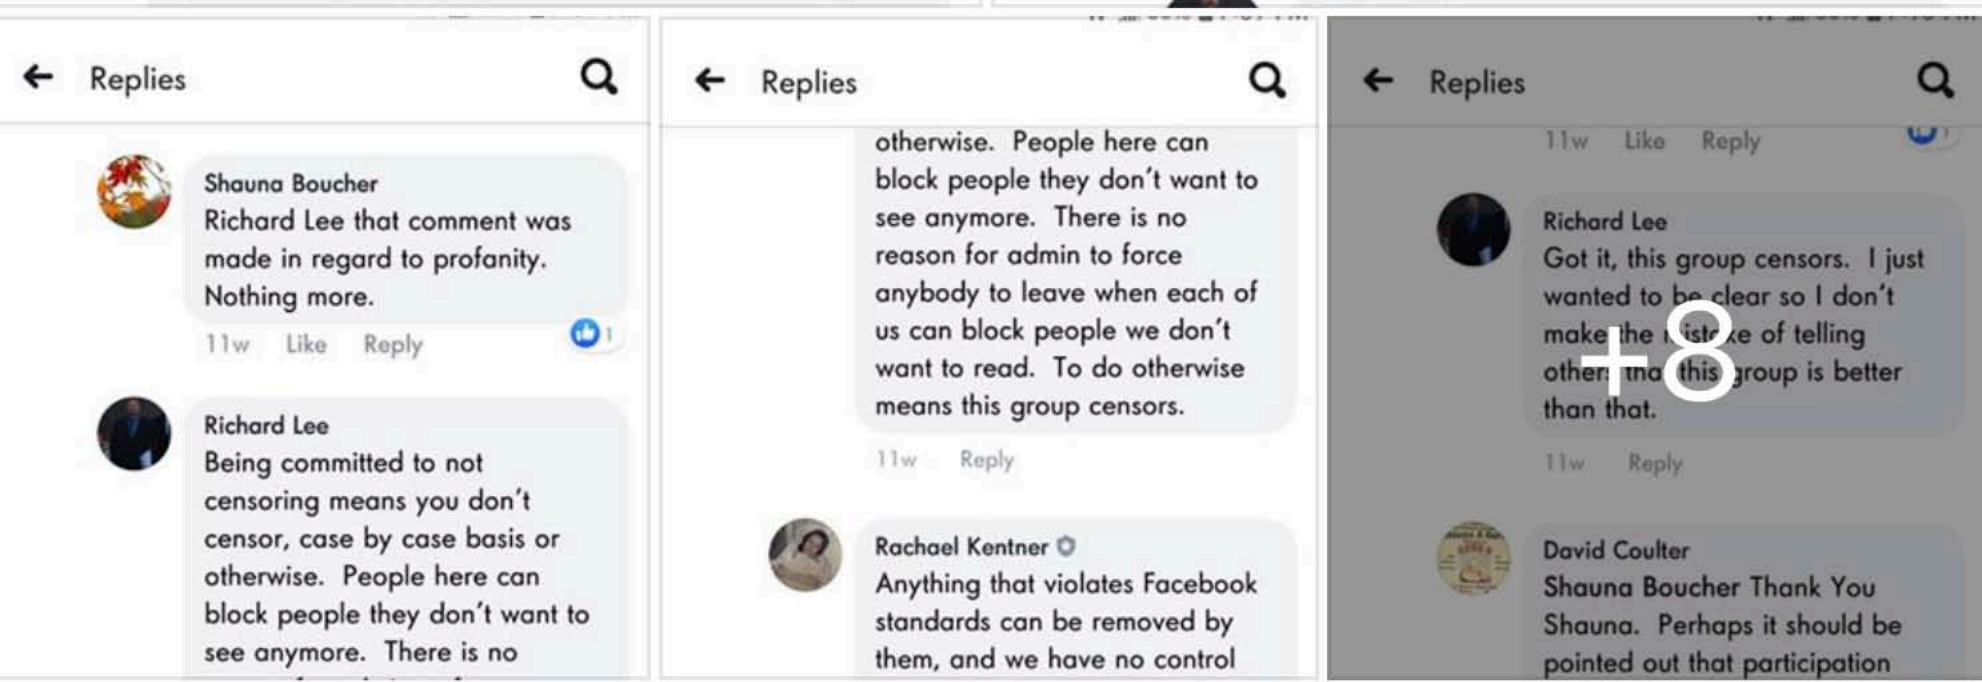 Replies
Shauna Boucher
Richard Lee that comment was
made in regard to profanity.
Nothing more.
11w Like Reply
1
Richard Lee
Being committed to not
censoring means you don't
censor, case by case basis or
otherwise. People here can
block people they don't want to
see anymore. There is no
Replies
otherwise. People here can
block people they don't want to
see anymore. There is no
reason for admin to force
anybody to leave when each of
us can block people we don't
want to read. To do otherwise
means this group censors.
11w Reply
Rachael Kentner
Anything that violates Facebook
standards can be removed by
them, and we have no control
Replies
11w Like Reply
1
Richard Lee
Got it, this group censors. I just
wanted to be clear so I don't
make the mistake of telling
others that this group is better
than that.
+8
11w Reply
David Coulter
Shauna Boucher Thank You
Shauna. Perhaps it should be
pointed out that participation